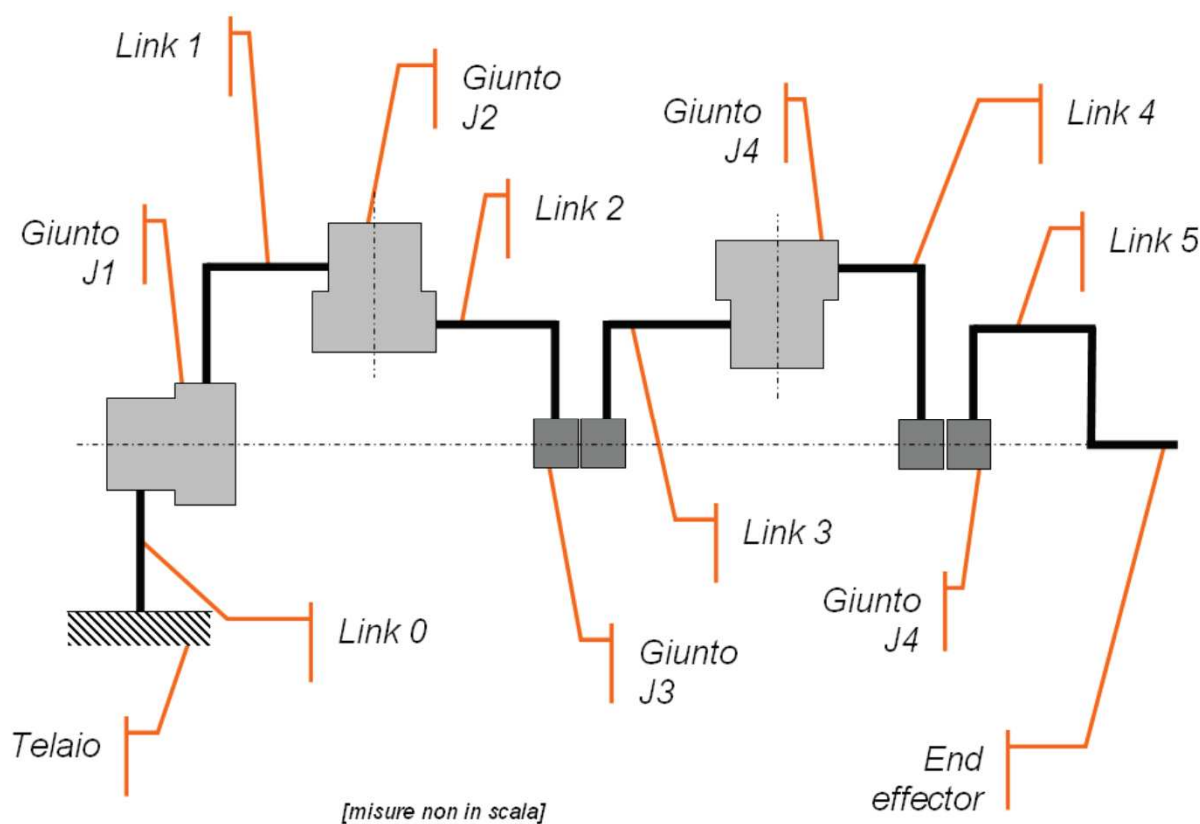 Link 1
Giunto
J2
Giunto
J4
Link 4
Giunto
J1
Link 2
Link 5
Link 3
Link 0
Giunto
J3
Giunto
J4
Telaio
End
effector
[misure non in scala]